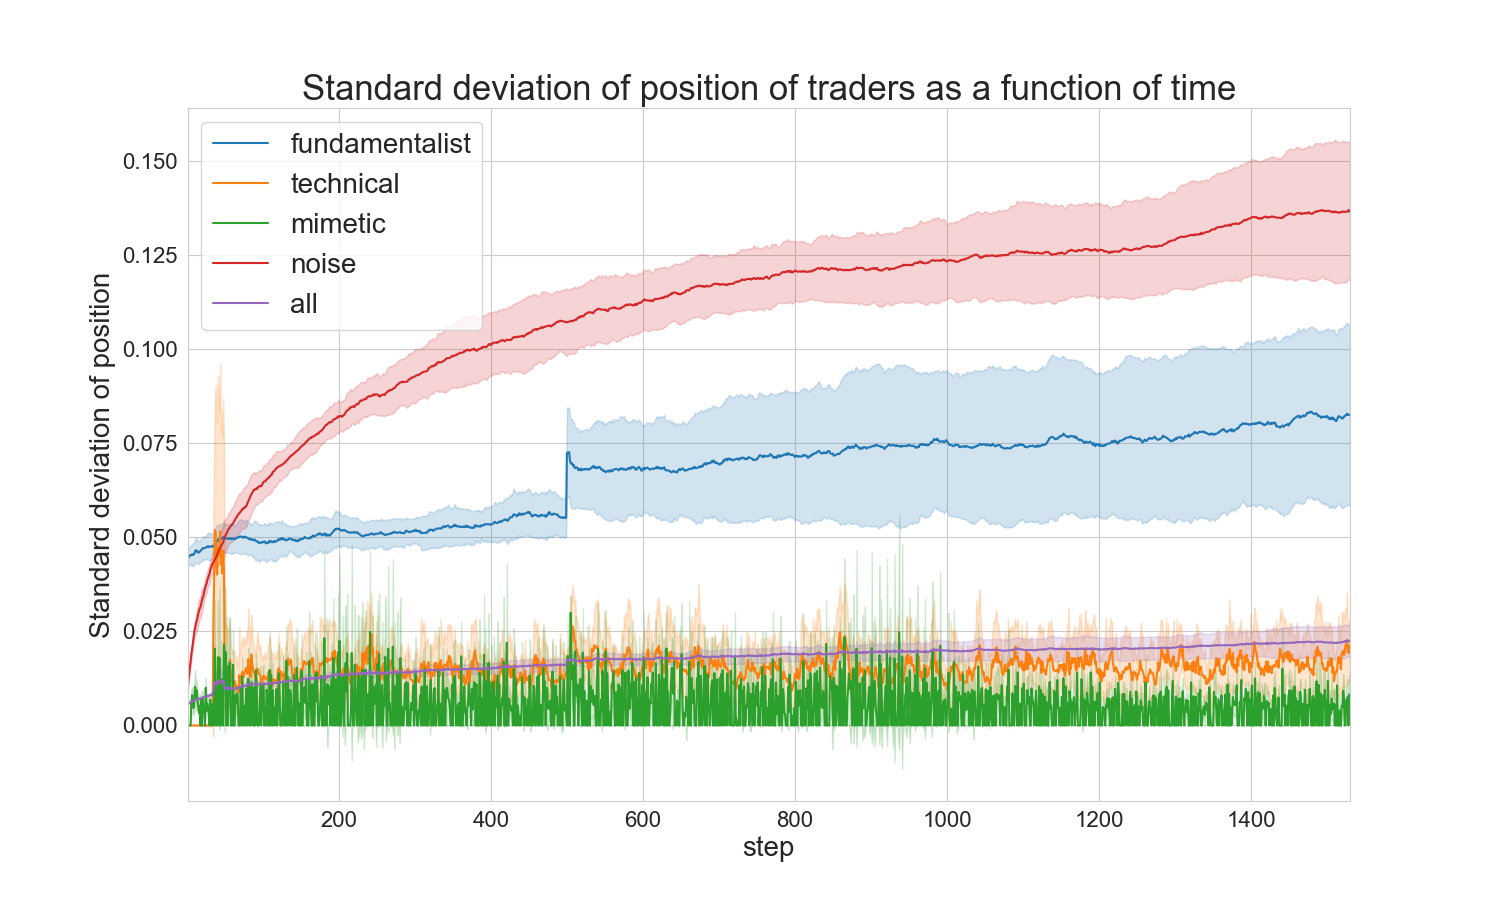 Standard deviation of position of traders as a function of time
fundamentalist
technical
mimetic
noise
all
Standard deviation of position
0.150
0.125
0.100
0.075
0.050
0.025
0.000
200 400 600 800 1000 1200 1400
step